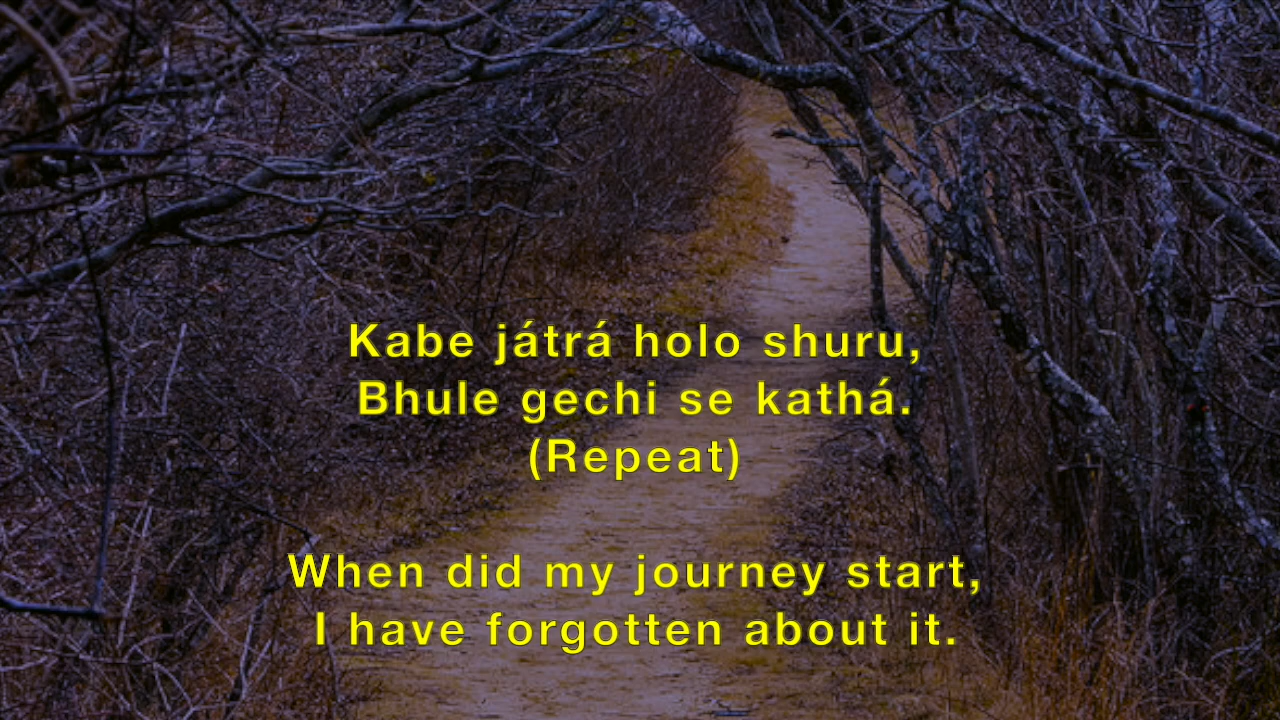 Kabe játrá holo shuru,
Bhule gechi se kathá.
(Repeat)
When did my journey start,
I have forgotten about it.